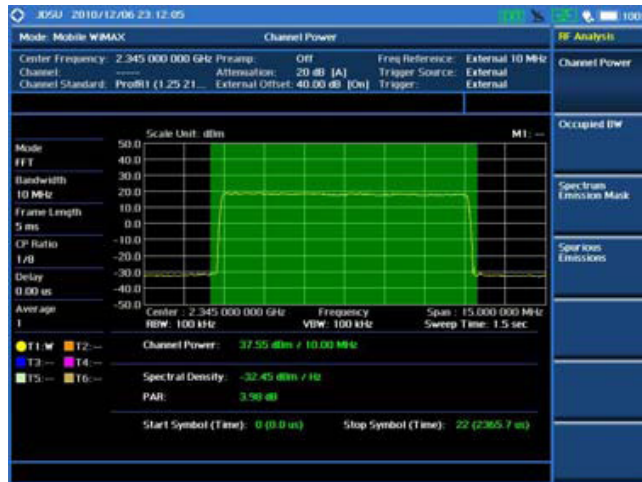 JDSU 2010/12/06 23:12:05
100
Mode: Mobile WiMAX Channel Power
RF Analysis
Center Frequency: 2.345 000 000 GHz Preamp: Off Freq Reference: External 10 MHz
Channel: ----- Attenuation: 20 dB [A] Trigger Source: External
Channel Standard: Profil1 (1.25 21... External Offset: 40.00 dB [On] Trigger: External
Channel Power
Occupied BW
Spectrum
Emission Mask
Spurious
Emissions
Scale Unit: dBm M1: --
50.0
40.0
30.0
20.0
10.0
0.0
-10.0
-20.0
-30.0
-40.0
-50.0
Mode
FFT
Bandwidth
10 MHz
Frame Length
5 ms
CP Ratio
1/8
Delay
0.00 us
Average
1
Center : 2.345 000 000 GHz Frequency Span : 15.000 000 MHz
RBW: 100 kHz VBW: 100 kHz Sweep Time: 1.5 sec
T1:W T2:--
T3:-- T4:--
T5:-- T6:--
Channel Power: 37.55 dBm / 10.00 MHz
Spectral Density: -32.45 dBm / Hz
PAR: 3.98 dB
Start Symbol (Time): 0 (0.0 us) Stop Symbol (Time): 22 (2365.7 us)